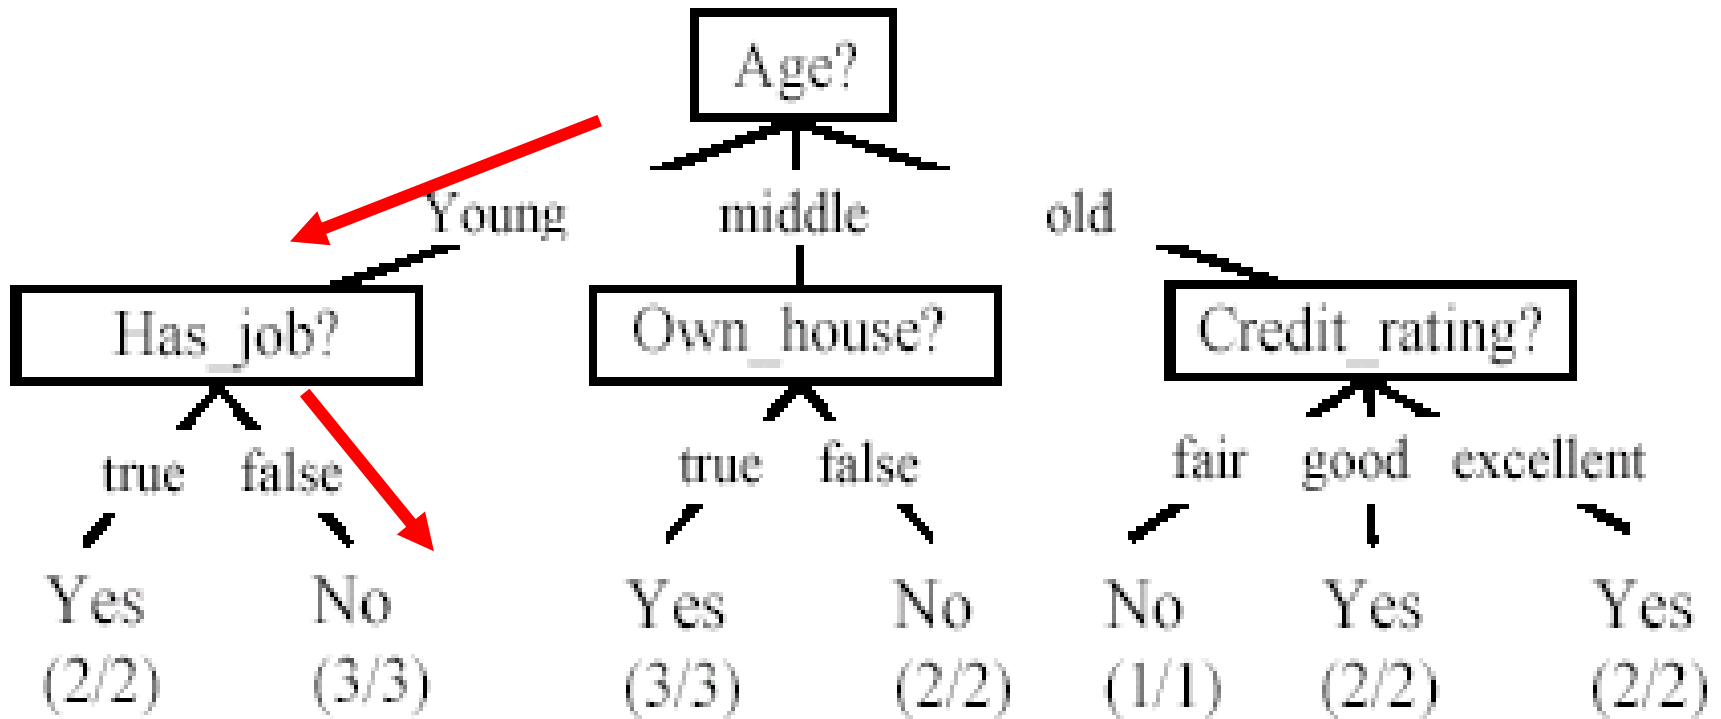 Age?
Young middle old
Has_job? Own_house? Credit_rating?
true false true false fair good excellent
Yes No Yes No No Yes Yes
(2/2) (3/3) (3/3) (2/2) (1/1) (2/2) (2/2)